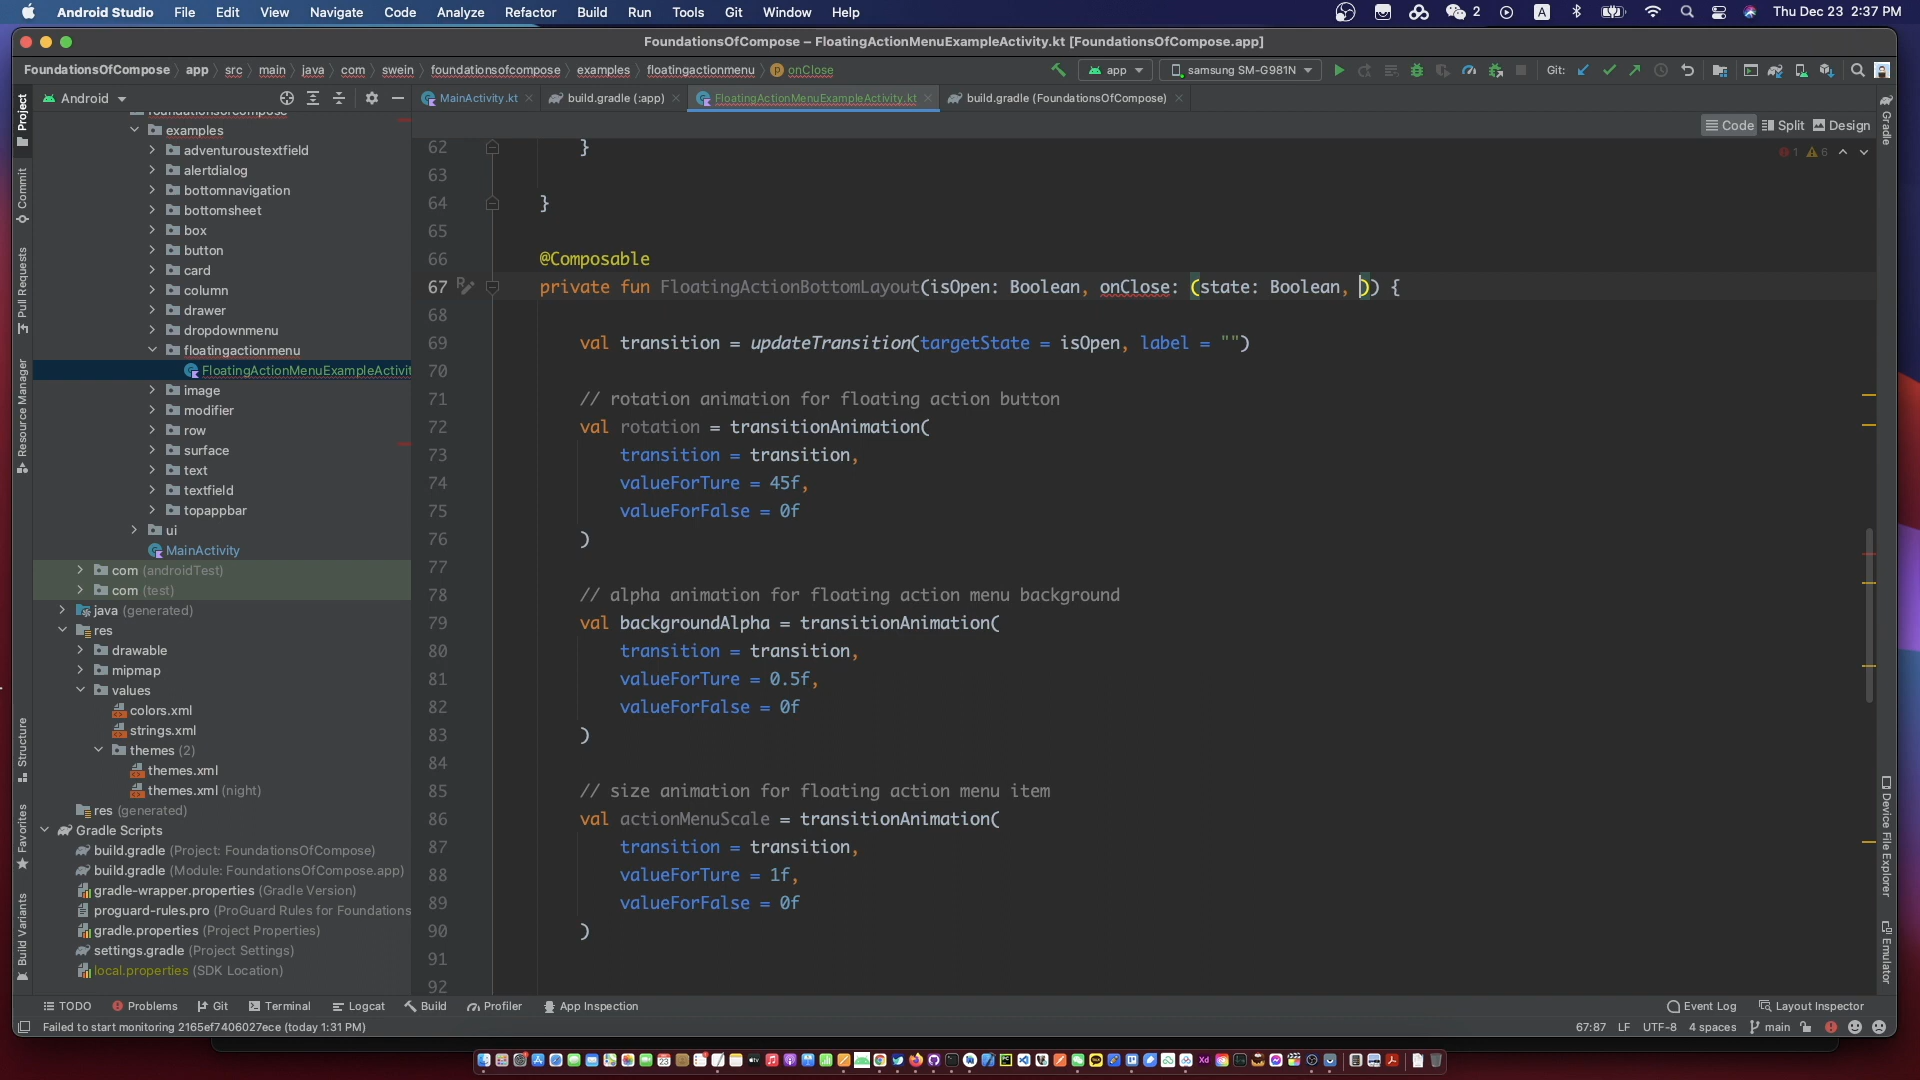 Android Studio File Edit View Navigate Code Analyze Refactor Build Run Tools Git Window Help 2 A Thu Dec 23 2:37 PM
FoundationsOfCompose – FloatingActionMenuExampleActivity.kt [FoundationsOfCompose.app]
FoundationsOfCompose app src main java com swein foundationsofcompose examples floatingactionmenu onClose app samsung SM-G981N Git:
Android MainActivity.kt build.gradle (:app) FloatingActionMenuExampleActivity.kt build.gradle (FoundationsOfCompose)
Code Split Design
1 6
Project
Commit
Pull Requests
Resource Manager
Structure
Favorites
Build Variants
foundationsofcompose
examples
adventuroustextfield
alertdialog
bottomnavigation
bottomsheet
box
button
card
column
drawer
dropdownmenu
floatingactionmenu
FloatingActionMenuExampleActivit
image
modifier
row
surface
text
textfield
topappbar
ui
MainActivity
com (androidTest)
com (test)
java (generated)
res
drawable
mipmap
values
colors.xml
strings.xml
themes (2)
themes.xml
themes.xml (night)
res (generated)
Gradle Scripts
build.gradle (Project: FoundationsOfCompose)
build.gradle (Module: FoundationsOfCompose.app)
gradle-wrapper.properties (Gradle Version)
proguard-rules.pro (ProGuard Rules for Foundations
gradle.properties (Project Properties)
settings.gradle (Project Settings)
local.properties (SDK Location)
62 }
63
64 }
65
66 @Composable
67 private fun FloatingActionBottomLayout(isOpen: Boolean, onClose: (state: Boolean, )) {
68
69 val transition = updateTransition(targetState = isOpen, label = "")
70
71 // rotation animation for floating action button
72 val rotation = transitionAnimation(
73 transition = transition,
74 valueForTure = 45f,
75 valueForFalse = 0f
76 )
77
78 // alpha animation for floating action menu background
79 val backgroundAlpha = transitionAnimation(
80 transition = transition,
81 valueForTure = 0.5f,
82 valueForFalse = 0f
83 )
84
85 // size animation for floating action menu item
86 val actionMenuScale = transitionAnimation(
87 transition = transition,
88 valueForTure = 1f,
89 valueForFalse = 0f
90 )
91
92
Gradle
Device File Explorer
Emulator
TODO Problems Git Terminal Logcat Build Profiler App Inspection Event Log Layout Inspector
Failed to start monitoring 2165ef7406027ece (today 1:31 PM) 67:87 LF UTF-8 4 spaces main